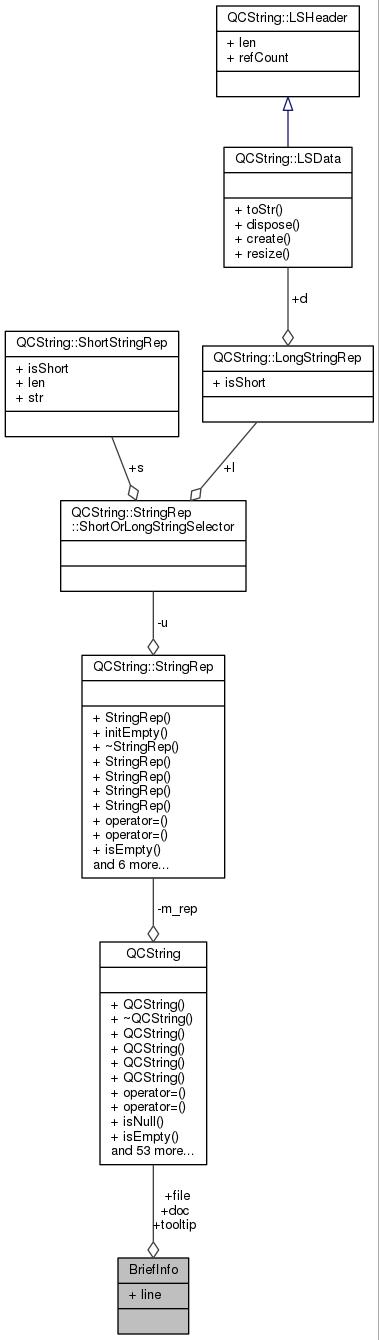 QCString::LSHeader
+ len
+ refCount
QCString::LSData
+ toStr()
+ dispose()
+ create()
+ resize()
+d
QCString::ShortStringRep
+ isShort
+ len
+ str
QCString::LongStringRep
+ isShort
+s
+l
QCString::StringRep
::ShortOrLongStringSelector
-u
QCString::StringRep
+ StringRep()
+ initEmpty()
+ ~StringRep()
+ StringRep()
+ StringRep()
+ StringRep()
+ StringRep()
+ operator=()
+ operator=()
+ isEmpty()
and 6 more...
-m_rep
QCString
+ QCString()
+ ~QCString()
+ QCString()
+ QCString()
+ QCString()
+ QCString()
+ operator=()
+ operator=()
+ isNull()
+ isEmpty()
and 53 more...
+file
+doc
+tooltip
BriefInfo
+ line